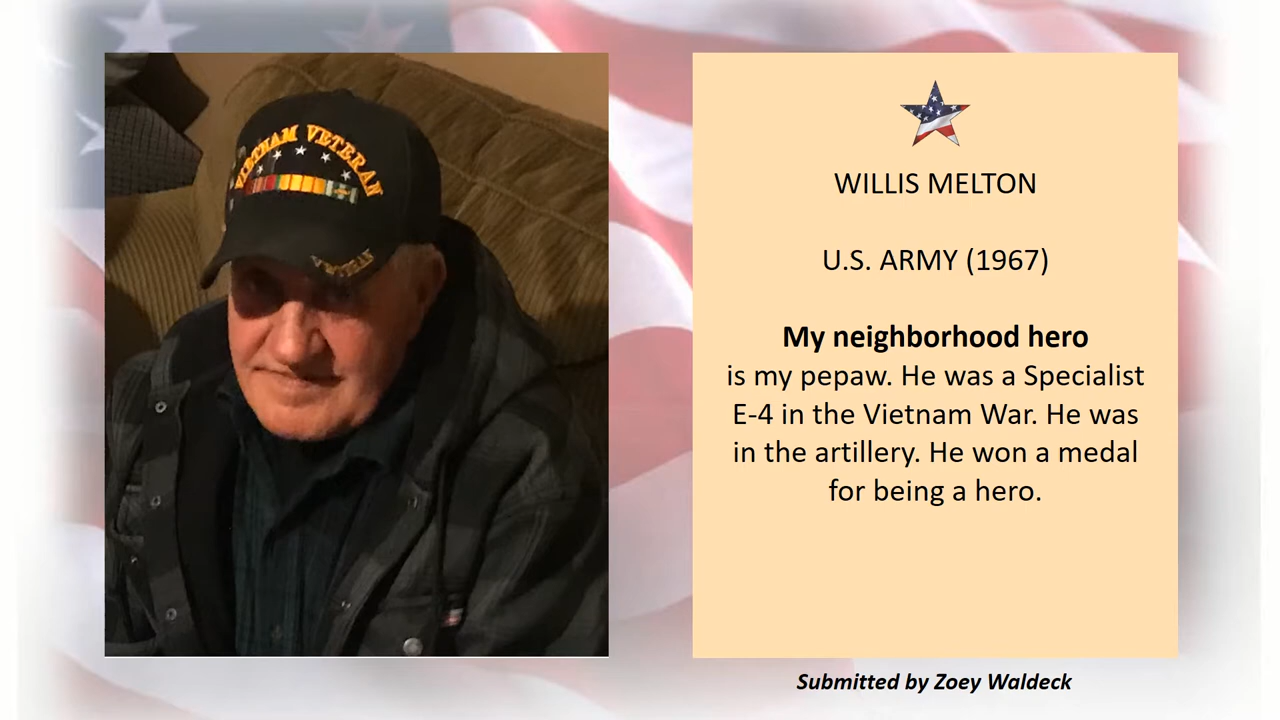 VIETNAM VETERAN
VETERAN
WILLIS MELTON
U.S. ARMY (1967)
My neighborhood hero
is my pepaw. He was a Specialist
E-4 in the Vietnam War. He was
in the artillery. He won a medal
for being a hero.
Submitted by Zoey Waldeck